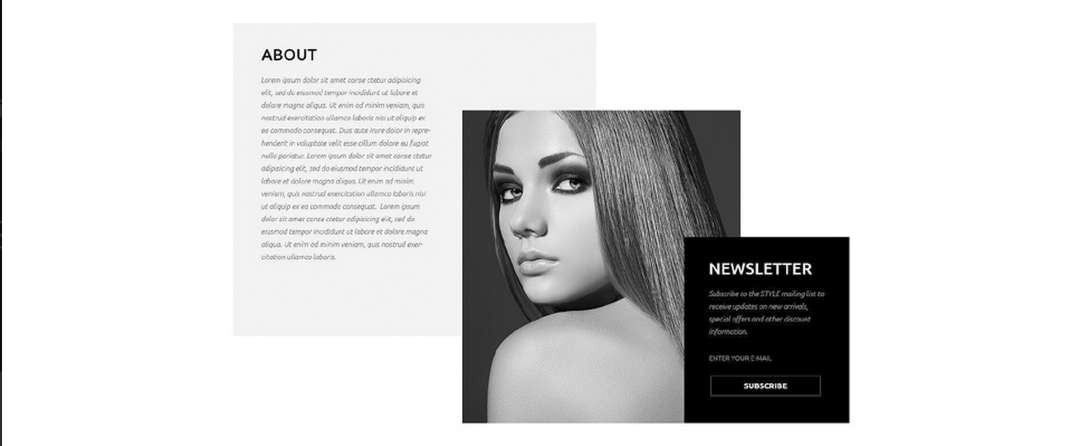 ABOUT
Lorem ipsum dolor sit amet conse ctetur adipisicing
elit, sed do eiusmod tempor incididunt ut labore et
dolore magna aliqua. Ut enim ad minim veniam, quis
nostrud exercitation ullamco laboris nisi ut aliquip ex
ea commodo consequat. Duis aute irure dolor in repre-
henderit in voluptate velit esse cillum dolore eu fugiat
nulla pariatur. Lorem ipsum dolor sit amet conse ctetur
adipisicing elit, sed do eiusmod tempor incididunt ut
labore et dolore magna aliqua. Ut enim ad minim
veniam, quis nostrud exercitation ullamco laboris nisi
ut aliquip ex ea commodo consequat. Lorem ipsum
dolor sit amet conse ctetur adipisicing elit, sed do
eiusmod tempor incididunt ut labore et dolore magna
aliqua. Ut enim ad minim veniam, quis nostrud exer-
citation ullamco laboris.
NEWSLETTER
Subscribe so the STYLE mailing list to
receive updates on new arrivals,
special offers and other discount
information.
ENTER YOUR E-MAIL
SUBSCRIBE